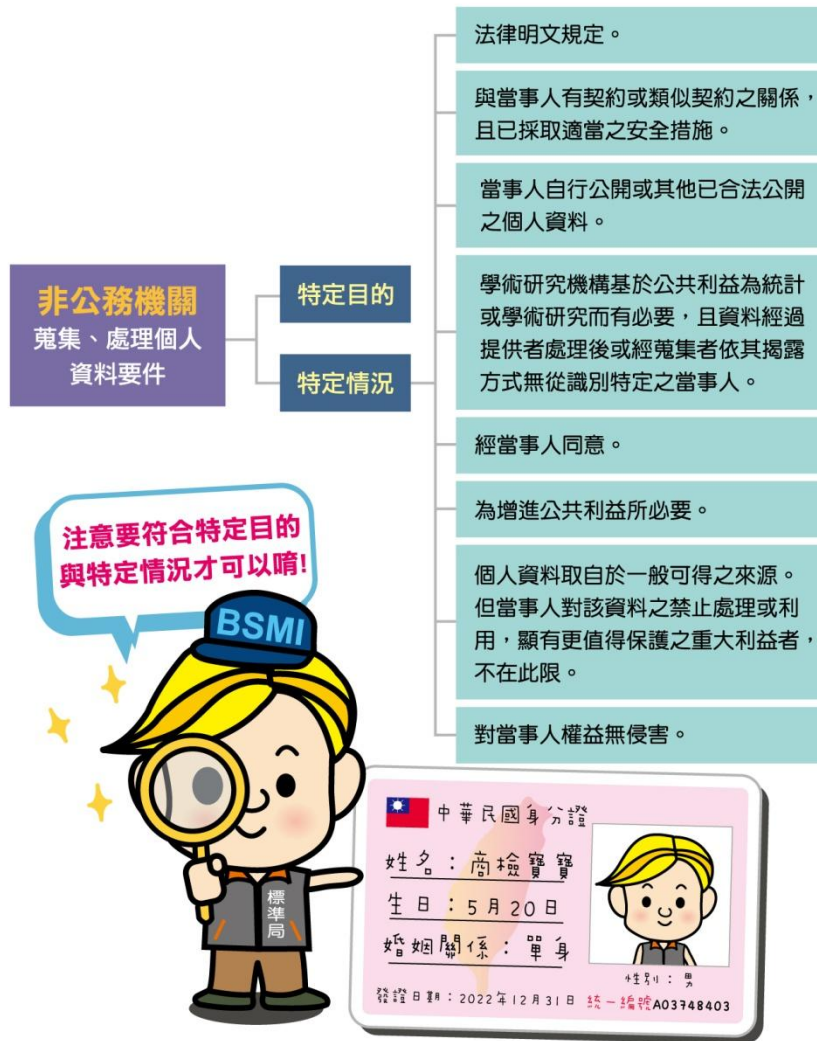 非公務機關
蒐集、處理個人
資料要件
特定目的
特定情況
法律明文規定。
與當事人有契約或類似契約之關係，
且已採取適當之安全措施。
當事人自行公開或其他已合法公開
之個人資料。
學術研究機構基於公共利益為統計
或學術研究而有必要，且資料經過
提供者處理後或經蒐集者依其揭露
方式無從識別特定之當事人。
經當事人同意。
為增進公共利益所必要。
個人資料取自於一般可得之來源。
但當事人對該資料之禁止處理或利
用，顯有更值得保護之重大利益者，
不在此限。
對當事人權益無侵害。
注意要符合特定目的
與特定情況才可以唷!
BSMI
標準局
中華民國身分證
姓名：商檢寶寶
生日：5月20日
婚姻關係：單身
性別：男
發證日期：2022年12月31日
統一編號A03748403